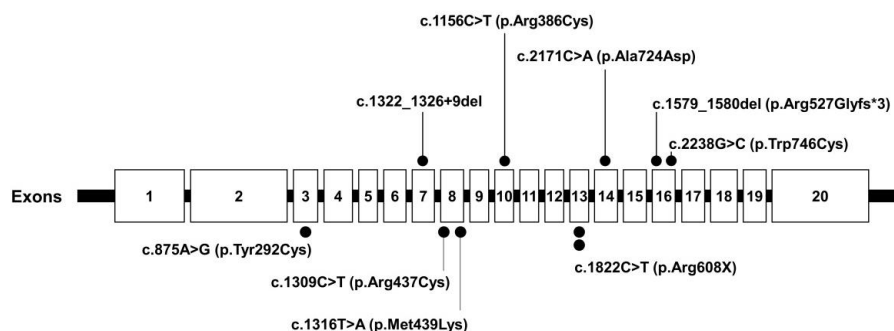 c.1156C>T (p.Arg386Cys)
c.2171C>A (p.Ala724Asp)
c.1322_1326+9del
c.1579_1580del (p.Arg527Glyfs*3)
c.2238G>C (p.Trp746Cys)
Exons 1 2 3 4 5 6 7 8 9 10 11 12 13 14 15 16 17 18 19 20
c.875A>G (p.Tyr292Cys)
c.1309C>T (p.Arg437Cys)
c.1822C>T (p.Arg608X)
c.1316T>A (p.Met439Lys)